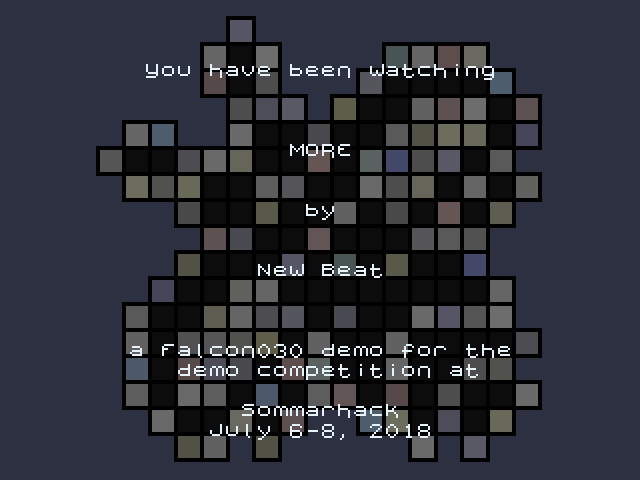 You have been watching
MORE
by
New Beat
a Falcon030 demo for the
demo competition at
Sommarhack
July 6-8, 2018